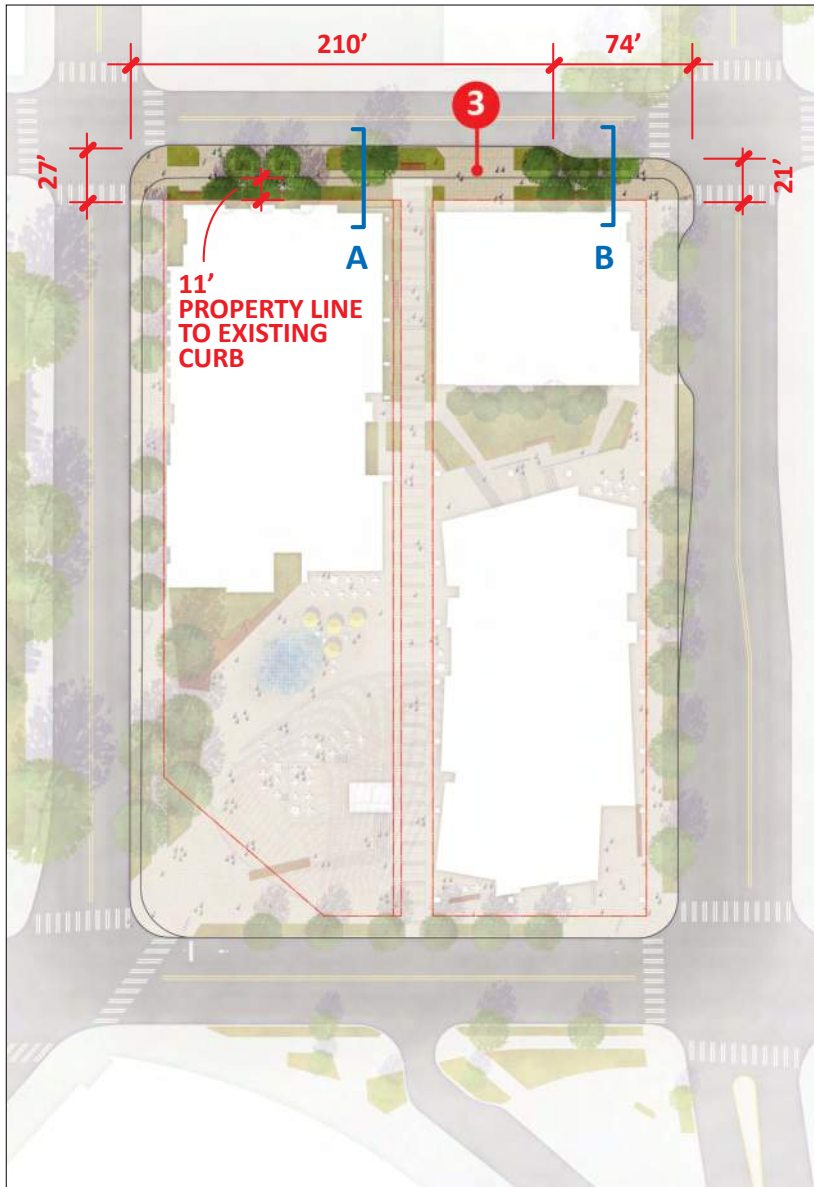 210’
74’
3
27’
21’
A
B
11’
PROPERTY LINE
TO EXISTING
CURB